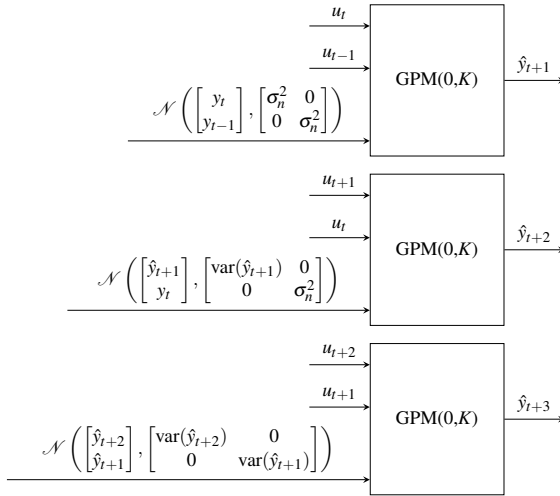 u_t
u_{t−1}
GPM(0,K)
ŷ_{t+1}
𝒩 ( [ y_t y_{t−1} ] , [ σ_n^2 0 0 σ_n^2 ] )
u_{t+1}
u_t
GPM(0,K)
ŷ_{t+2}
𝒩 ( [ ŷ_{t+1} y_t ] , [ var(ŷ_{t+1}) 0 0 σ_n^2 ] )
u_{t+2}
u_{t+1}
GPM(0,K)
ŷ_{t+3}
𝒩 ( [ ŷ_{t+2} ŷ_{t+1} ] , [ var(ŷ_{t+2}) 0 0 var(ŷ_{t+1}) ] )